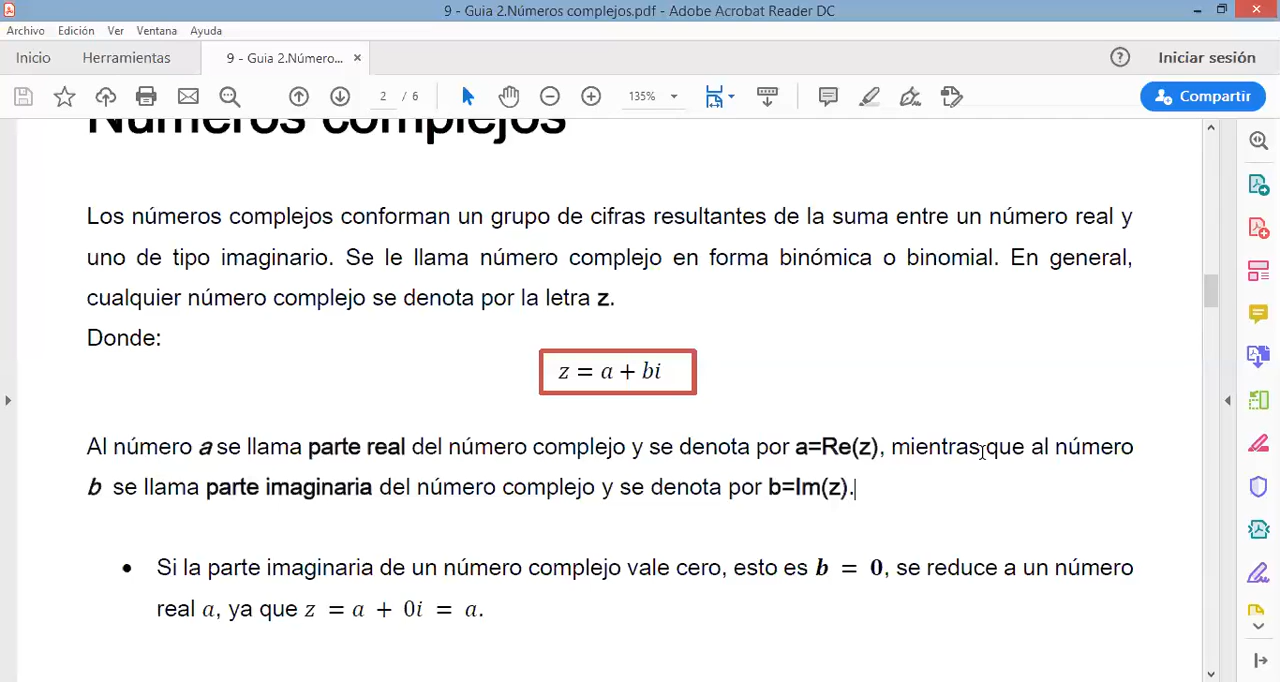 9 - Guia 2.Números complejos.pdf - Adobe Acrobat Reader DC
Archivo Edición Ver Ventana Ayuda
Inicio Herramientas 9 - Guia 2.Número... × Iniciar sesión
2 / 6 135% Compartir
Números complejos
Los números complejos conforman un grupo de cifras resultantes de la suma entre un número real y
uno de tipo imaginario. Se le llama número complejo en forma binómica o binomial. En general,
cualquier número complejo se denota por la letra z.
Donde:
z = a + bi
Al número a se llama parte real del número complejo y se denota por a=Re(z), mientras que al número
b se llama parte imaginaria del número complejo y se denota por b=Im(z).
• Si la parte imaginaria de un número complejo vale cero, esto es b = 0, se reduce a un número
real a, ya que z = a + 0i = a.